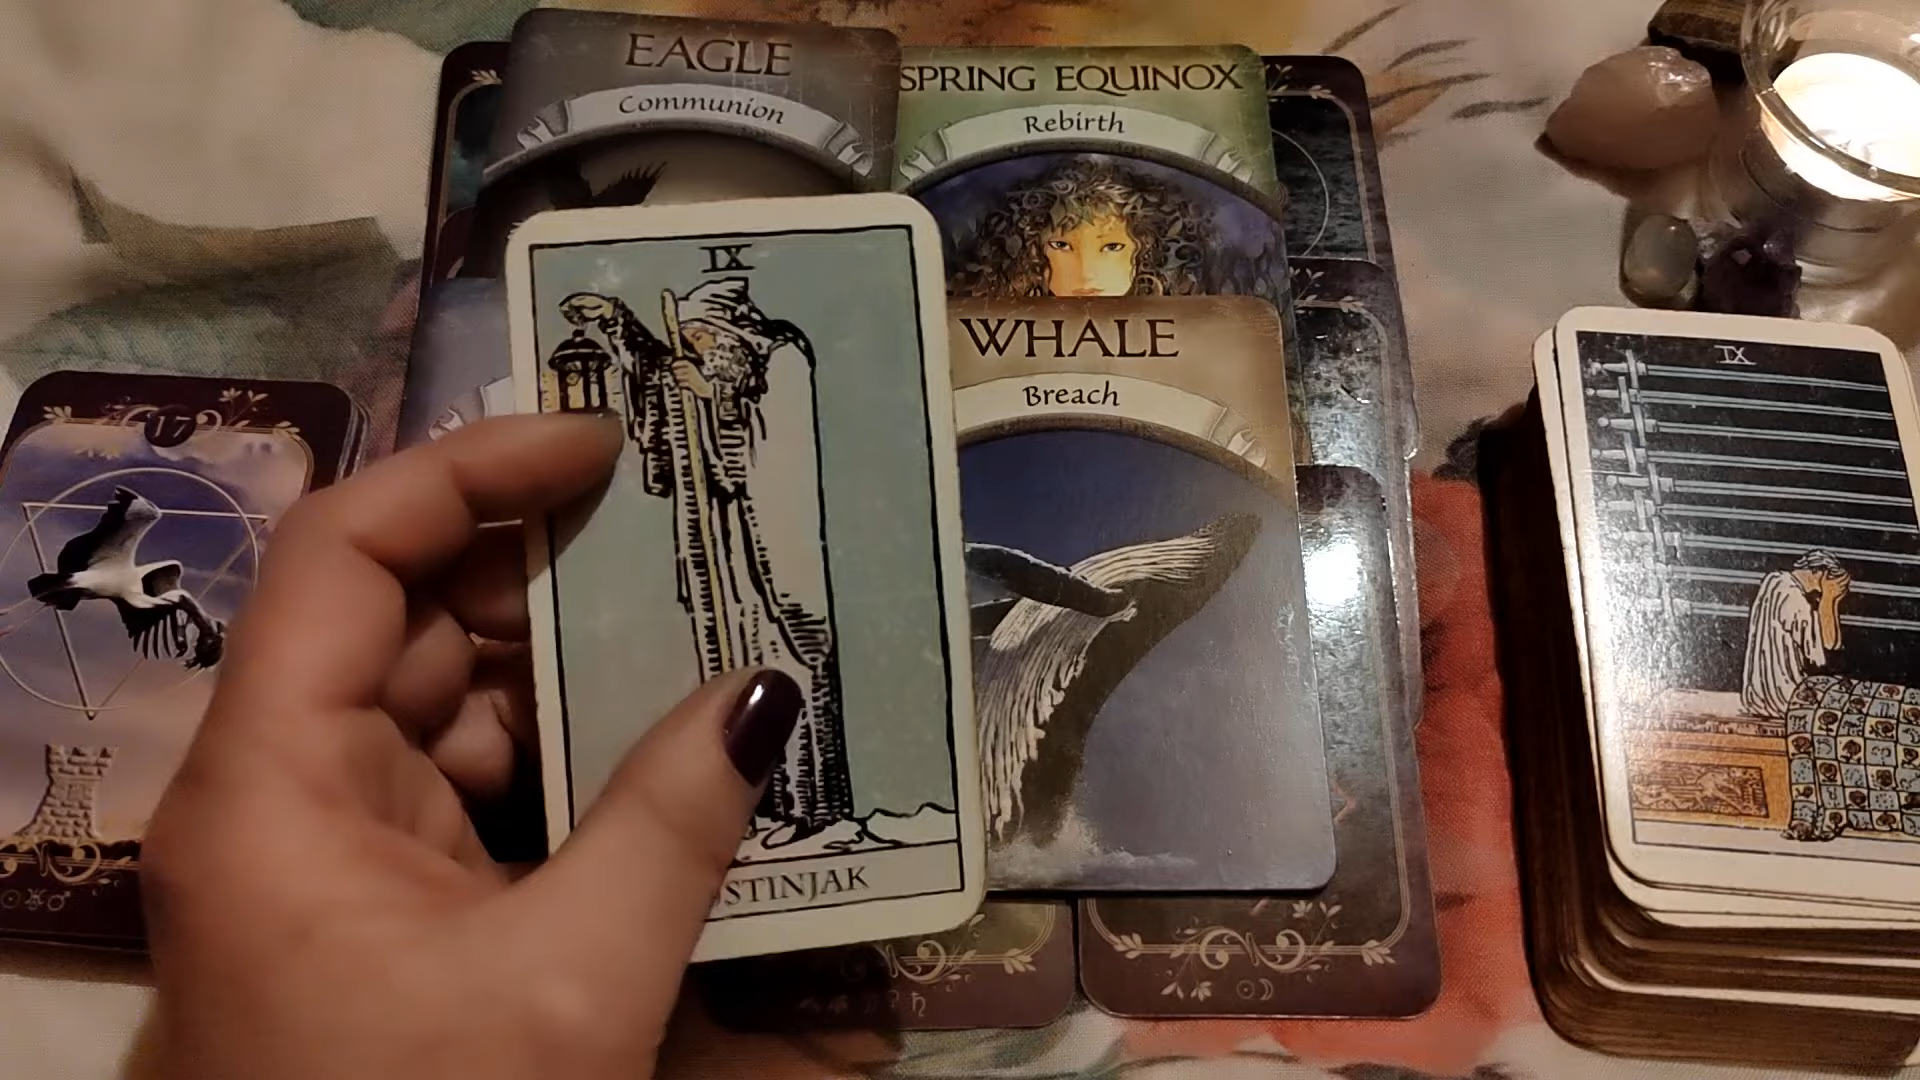 EAGLE
Communion
SPRING EQUINOX
Rebirth
IX
WHALE
Breach
IX
17
STINJAK